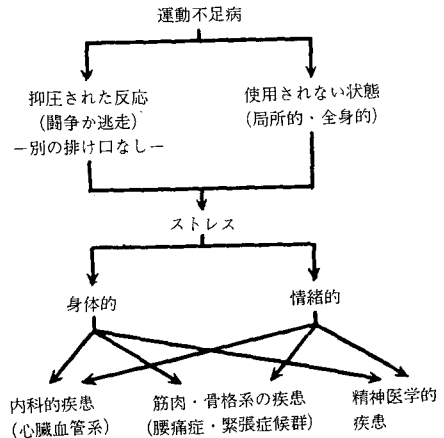 運動不足病
抑圧された反応
(闘争か逃走)
−別の排け口なし−
使用されない状態
(局所的・全身的)
ストレス
身体的
情緒的
内科的疾患
(心臓血管系)
筋肉・骨格系の疾患
(腰痛症・緊張症候群)
精神医学的
疾患